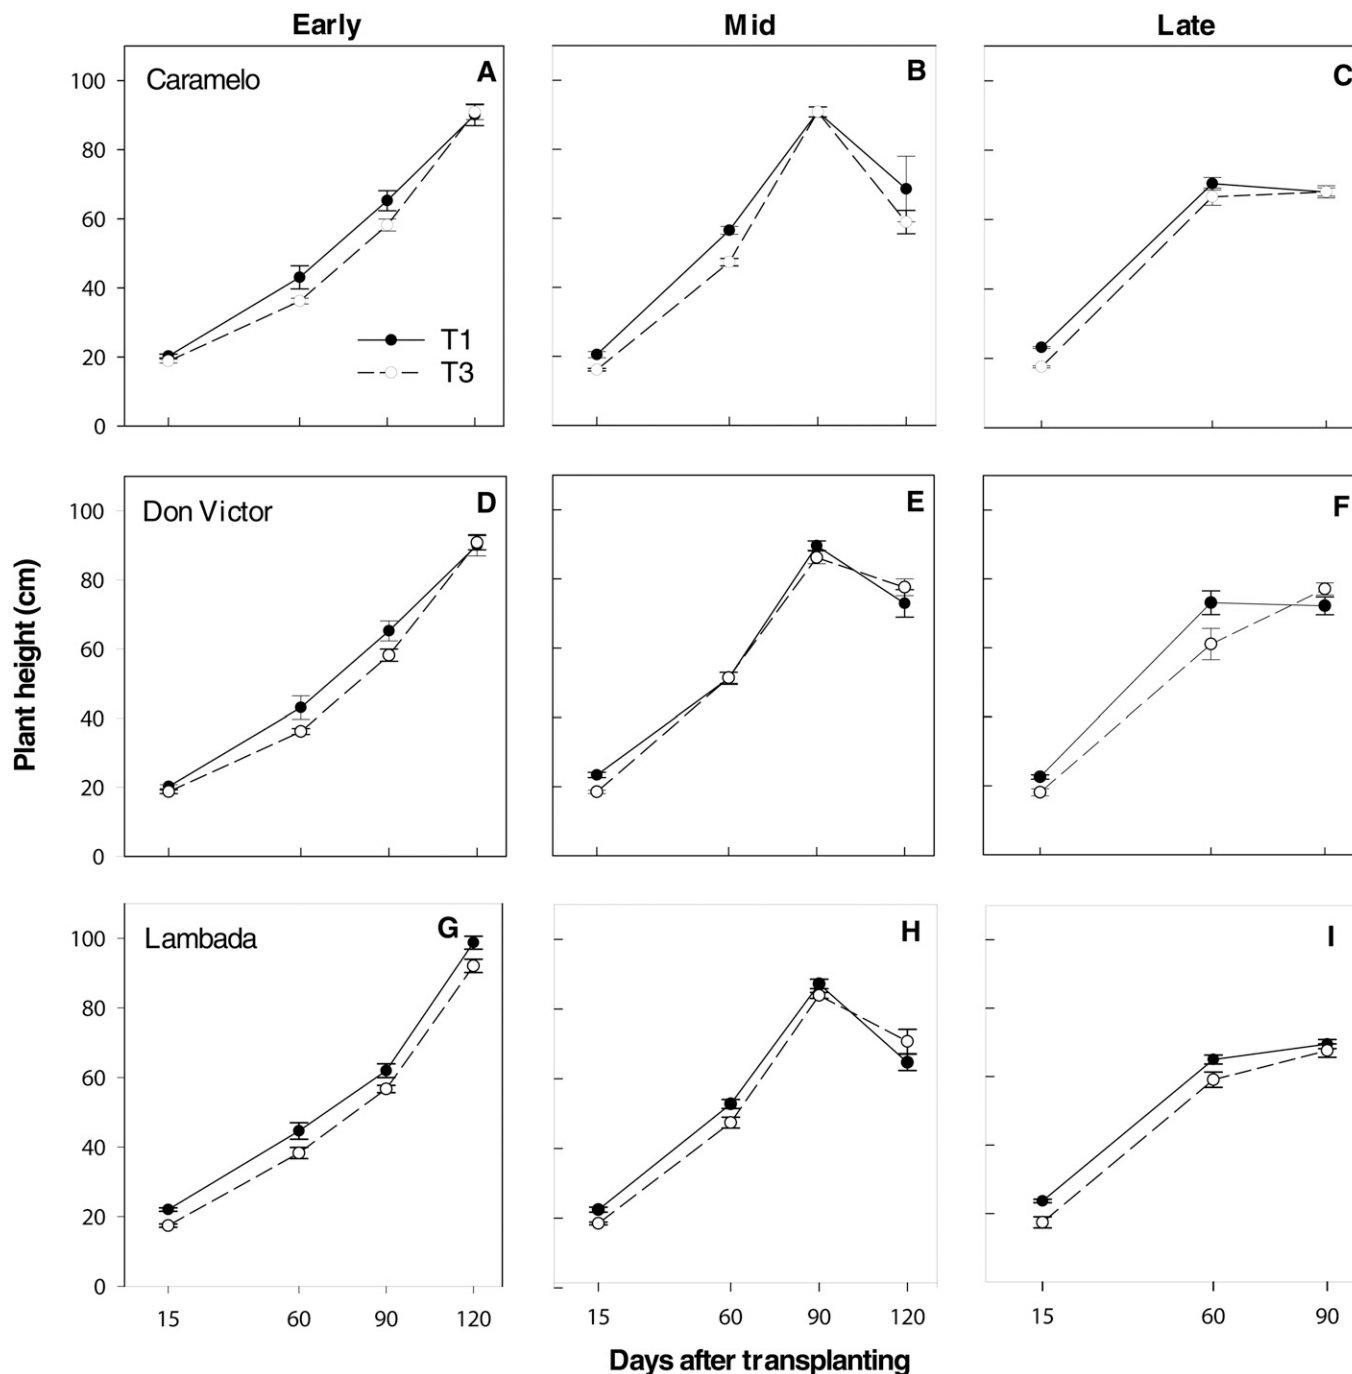 Early Mid Late
Caramelo A B C
100
80
60
40
20
0
T1
T3
Don Victor D E F
100
80
60
40
20
0
Lambada G H I
100
80
60
40
20
0
Plant height (cm)
15 60 90 120 15 60 90 120 15 60 90
Days after transplanting